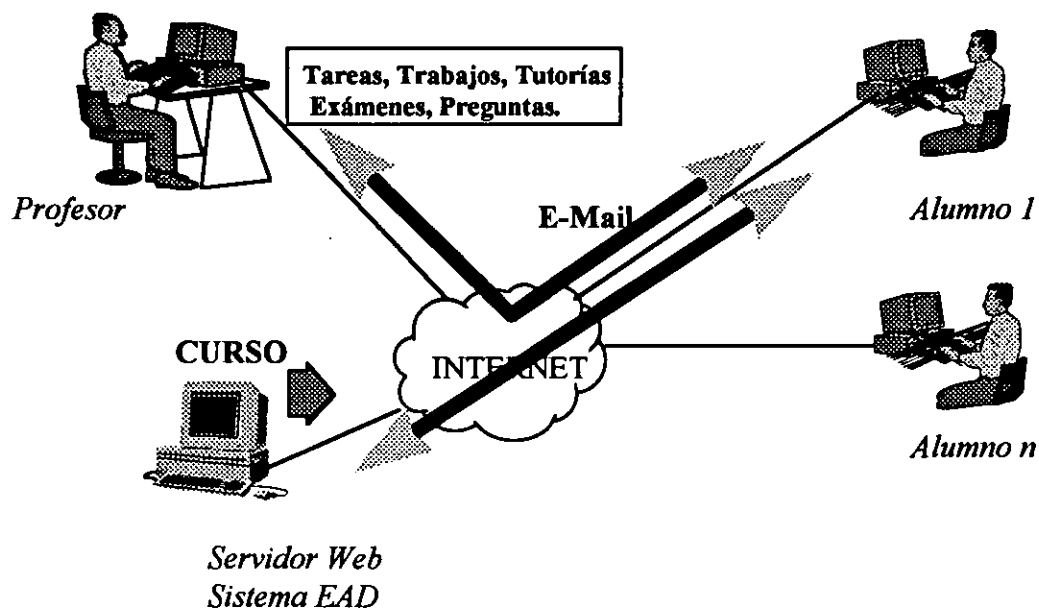 Tareas, Trabajos, Tutorías
Exámenes, Preguntas.
Profesor
E-Mail
Alumno 1
CURSO
INTERNET
Alumno n
Servidor Web
Sistema EAD